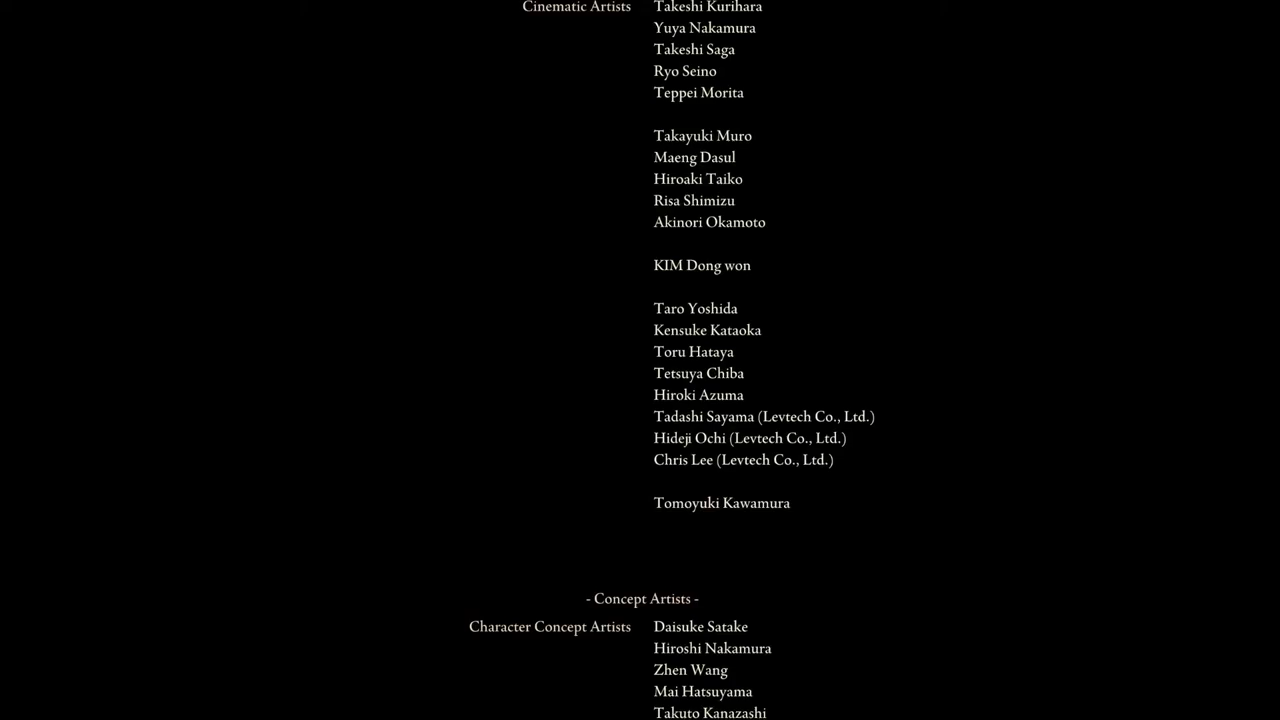 Cinematic Artists Takeshi Kurihara
Yuya Nakamura
Takeshi Saga
Ryo Seino
Teppei Morita
Takayuki Muro
Maeng Dasul
Hiroaki Taiko
Risa Shimizu
Akinori Okamoto
KIM Dong won
Taro Yoshida
Kensuke Kataoka
Toru Hataya
Tetsuya Chiba
Hiroki Azuma
Tadashi Sayama (Levtech Co., Ltd.)
Hideji Ochi (Levtech Co., Ltd.)
Chris Lee (Levtech Co., Ltd.)
Tomoyuki Kawamura
- Concept Artists -
Character Concept Artists Daisuke Satake
Hiroshi Nakamura
Zhen Wang
Mai Hatsuyama
Takuto Kanazashi